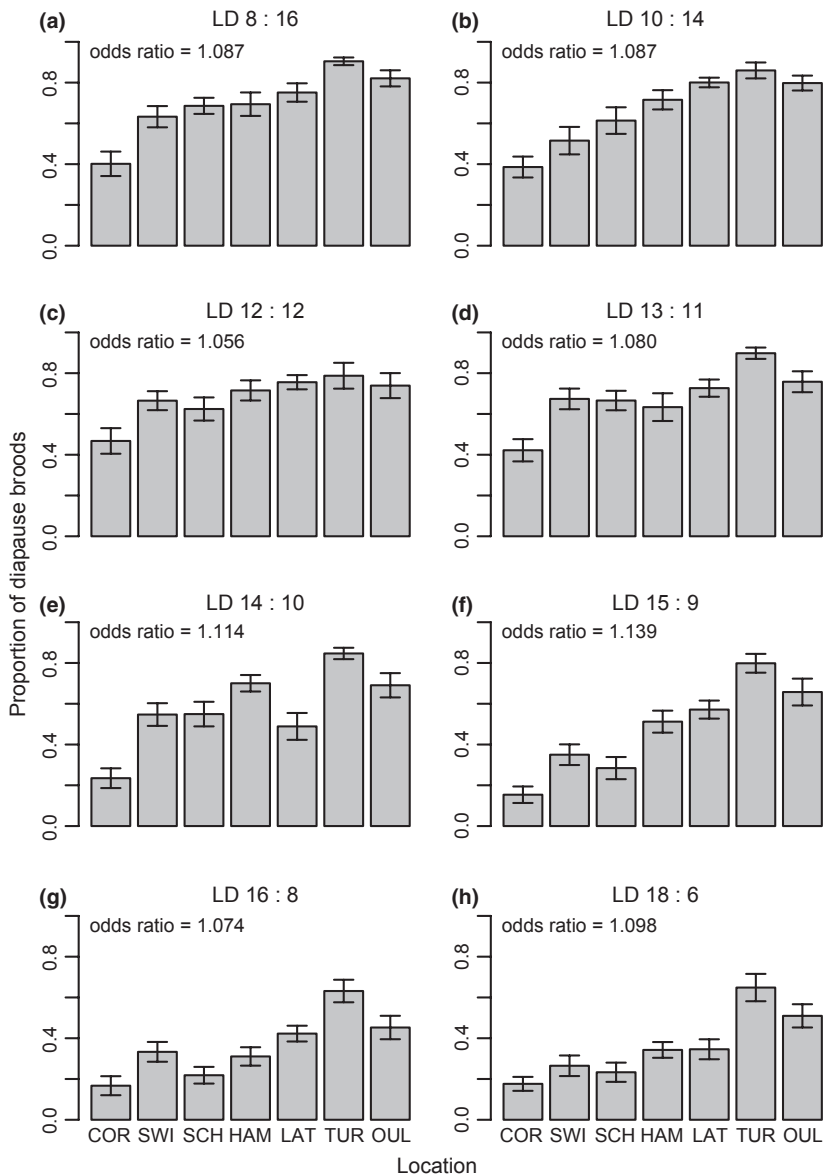 (a) LD 8 : 16
odds ratio = 1.087
0.0 0.4 0.8
(b) LD 10 : 14
odds ratio = 1.087
0.0 0.4 0.8
(c) LD 12 : 12
odds ratio = 1.056
0.0 0.4 0.8
(d) LD 13 : 11
odds ratio = 1.080
0.0 0.4 0.8
Proportion of diapause broods
(e) LD 14 : 10
odds ratio = 1.114
0.0 0.4 0.8
(f) LD 15 : 9
odds ratio = 1.139
0.0 0.4 0.8
(g) LD 16 : 8
odds ratio = 1.074
0.0 0.4 0.8
COR SWI SCH HAM LAT TUR OUL
(h) LD 18 : 6
odds ratio = 1.098
0.0 0.4 0.8
COR SWI SCH HAM LAT TUR OUL
Location